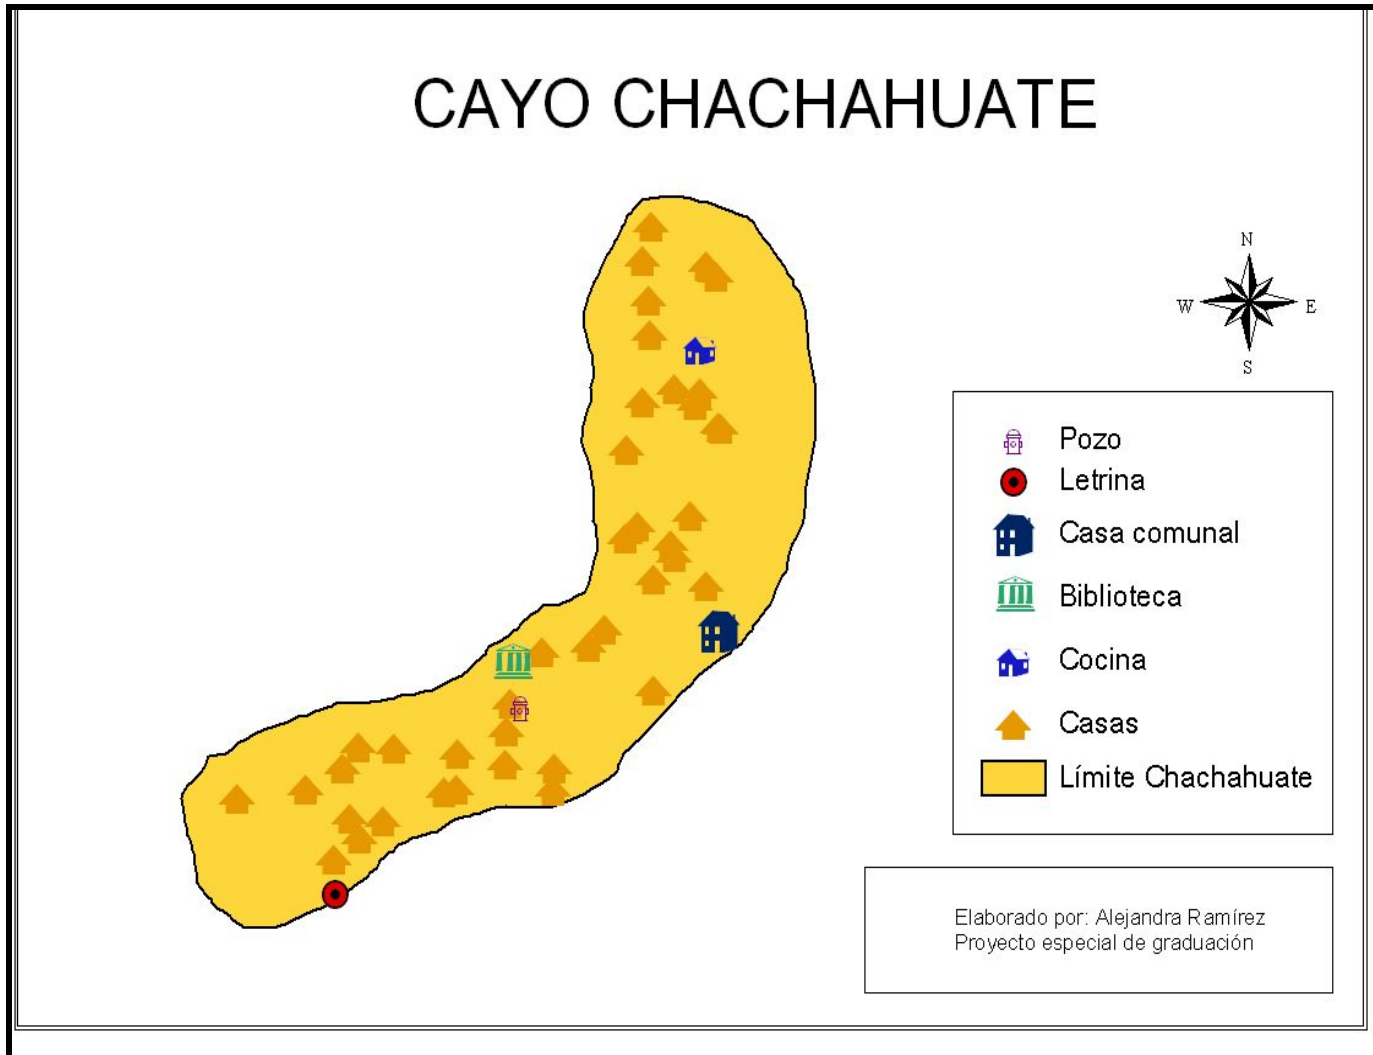 CAYO CHACHAHUATE
N
W E
S
Pozo
Letrina
Casa comunal
Biblioteca
Cocina
Casas
Límite Chachahuate
Elaborado por: Alejandra Ramírez
Proyecto especial de graduación